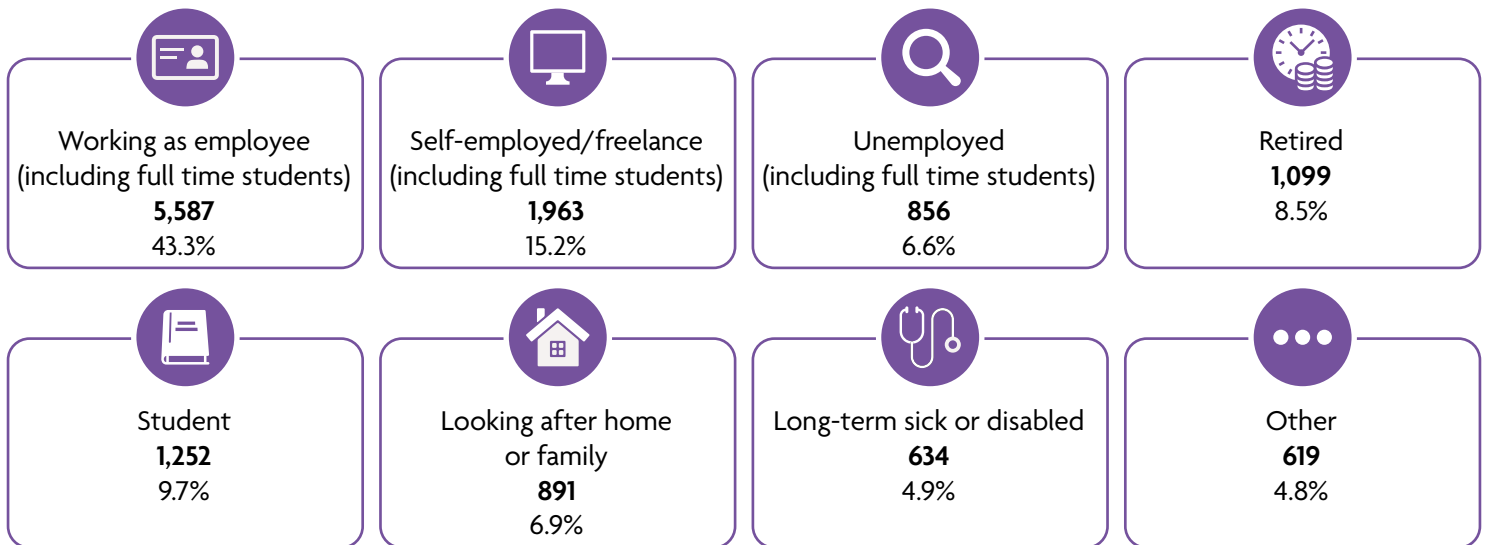 Working as employee
(including full time students)
5,587
43.3%
Self-employed/freelance
(including full time students)
1,963
15.2%
Unemployed
(including full time students)
856
6.6%
Retired
1,099
8.5%
Student
1,252
9.7%
Looking after home
or family
891
6.9%
Long-term sick or disabled
634
4.9%
Other
619
4.8%